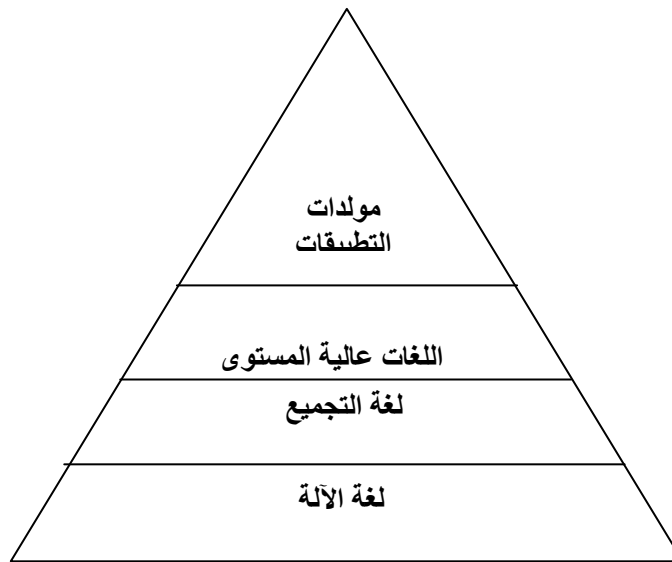 مولدات
التطبيقات
اللغات عالية المستوى
لغة التجميع
لغة الآلة